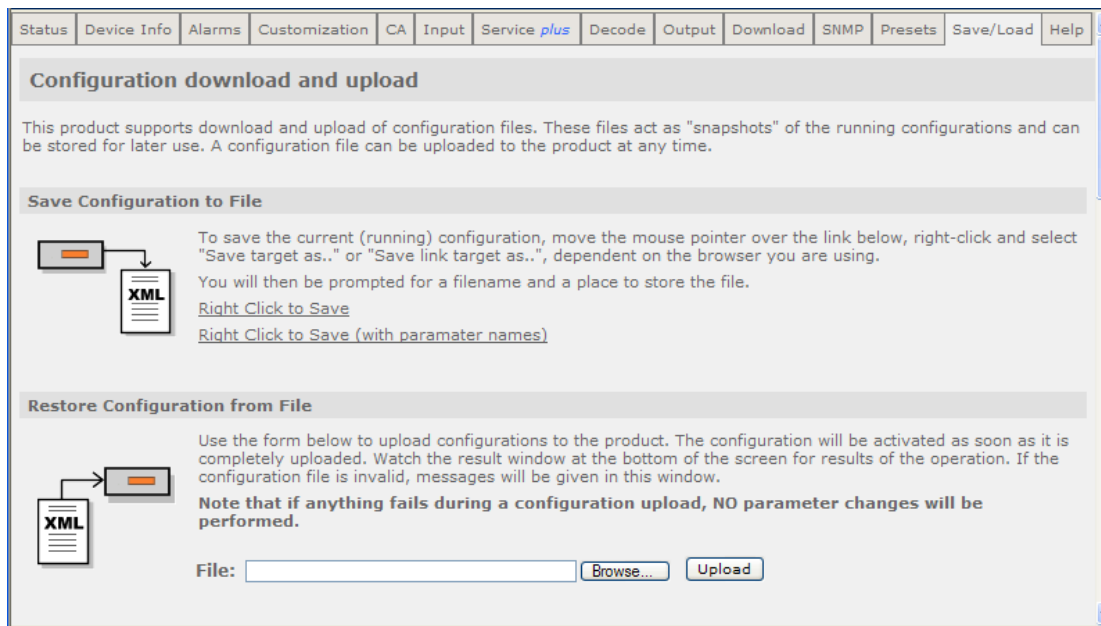 Status Device Info Alarms Customization CA Input Service plus Decode Output Download SNMP Presets Save/Load Help
Configuration download and upload
This product supports download and upload of configuration files. These files act as "snapshots" of the running configurations and can
be stored for later use. A configuration file can be uploaded to the product at any time.
Save Configuration to File
To save the current (running) configuration, move the mouse pointer over the link below, right-click and select
"Save target as.." or "Save link target as..", dependent on the browser you are using.
XML
You will then be prompted for a filename and a place to store the file.
Right Click to Save
Right Click to Save (with paramater names)
Restore Configuration from File
Use the form below to upload configurations to the product. The configuration will be activated as soon as it is
completely uploaded. Watch the result window at the bottom of the screen for results of the operation. If the
configuration file is invalid, messages will be given in this window.
XML
Note that if anything fails during a configuration upload, NO parameter changes will be
performed.
File: Browse... Upload